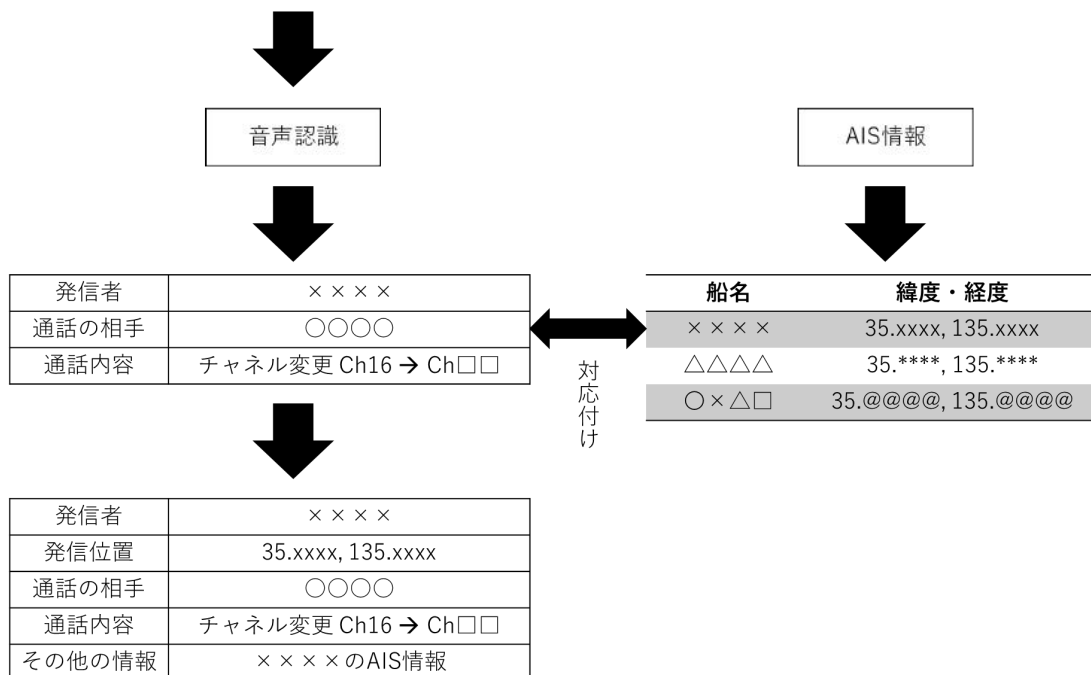 音声認識
AIS情報
発信者 ××××
通話の相手 ○○○○
通話内容 チャネル変更 Ch16 → Ch□□
対応付け
船名 緯度・経度
×××× 35.xxxx, 135.xxxx
△△△△ 35.****, 135.****
○×△□ 35.@@@@, 135.@@@@
発信者 ××××
発信位置 35.xxxx, 135.xxxx
通話の相手 ○○○○
通話内容 チャネル変更 Ch16 → Ch□□
その他の情報 ××××のAIS情報